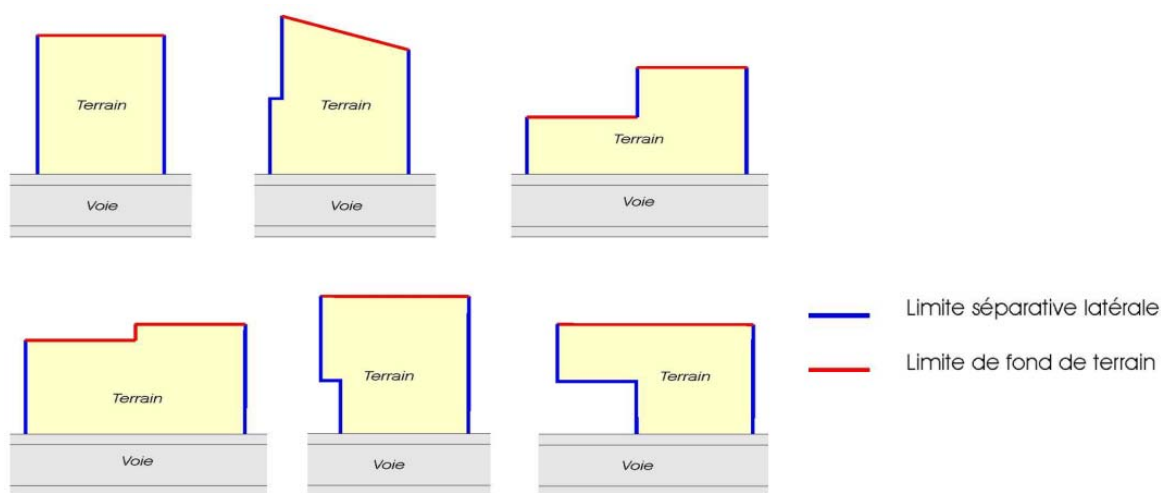 Terrain
Voie
Terrain
Voie
Terrain
Voie
Terrain
Voie
Terrain
Voie
Terrain
Voie
Limite séparative latérale
Limite de fond de terrain